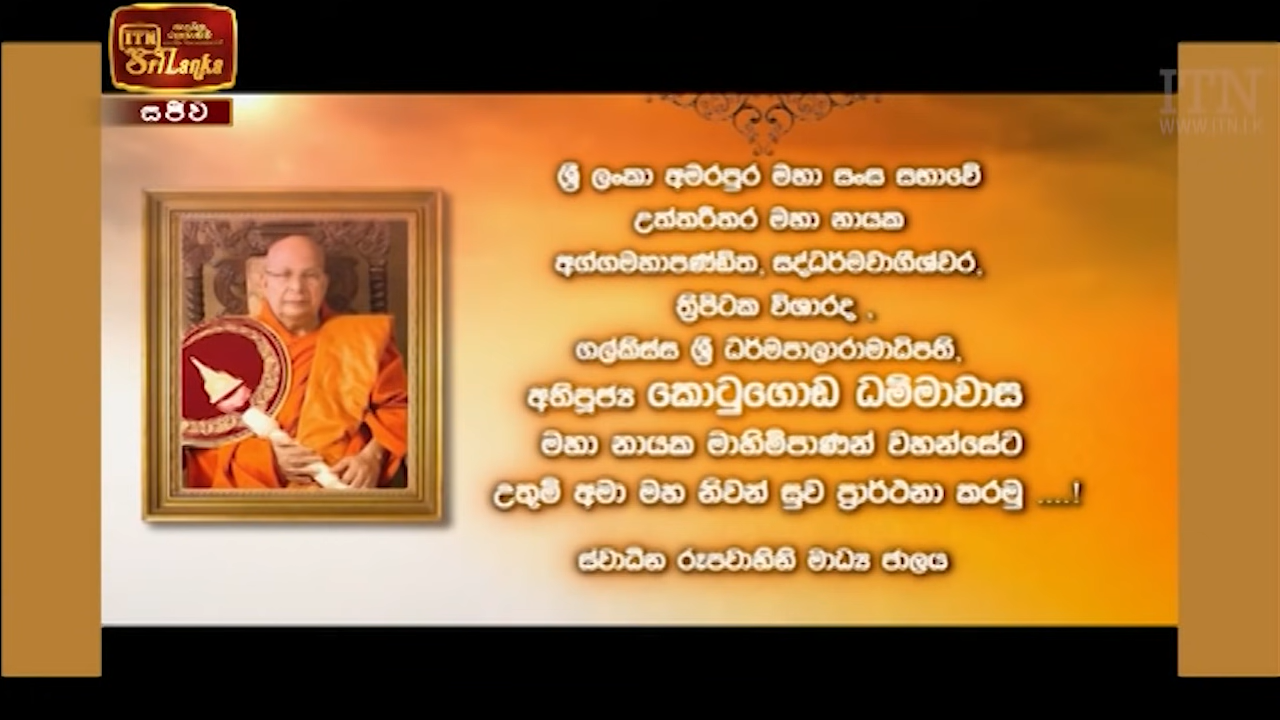 ITN
Sri Lanka
සජීව
ITN
WWW.ITN.LK
ශ්‍රී ලංකා අමරපුර මහා සංඝ සභාවේ
උත්තරීතර මහා නායක
අග්ගමහාපණ්ඩිත, සද්ධර්මවාගීශ්වර,
ත්‍රිපිටක විශාරද ,
ගල්කිස්ස ශ්‍රී ධර්මපාලාරාමාධිපති,
අතිපූජ්‍ය කොටුගොඩ ධම්මාවාස
මහා නායක මාහිමිපාණන් වහන්සේට
උතුම් අමා මහ නිවන් සුව ප්‍රාර්ථනා කරමු ....!
ස්වාධීන රූපවාහිනී මාධ්‍ය ජාලය